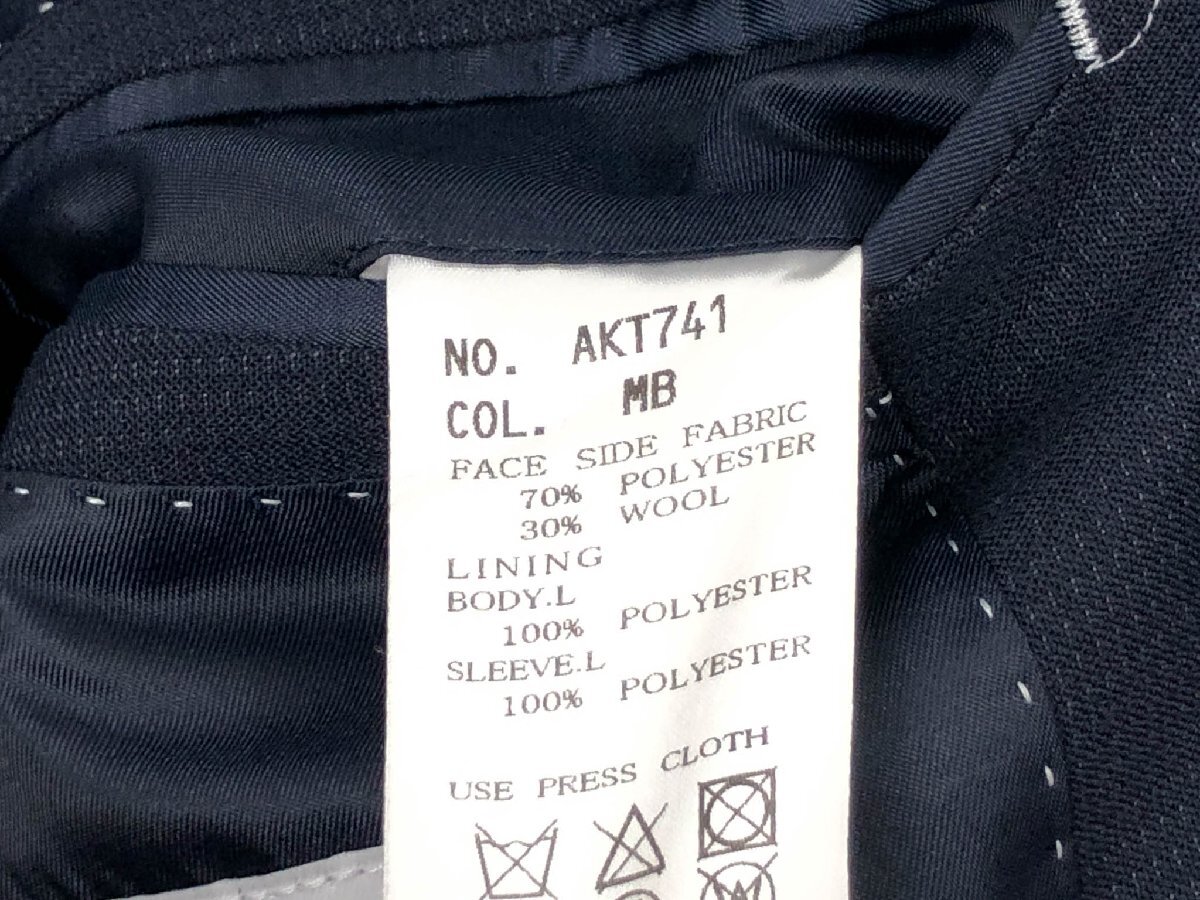 NO. AKT741
COL. MB
FACE SIDE FABRIC
70% POLYESTER
30% WOOL
LINING
BODY.L
100% POLYESTER
SLEEVE.L
100% POLYESTER
USE PRESS CLOTH